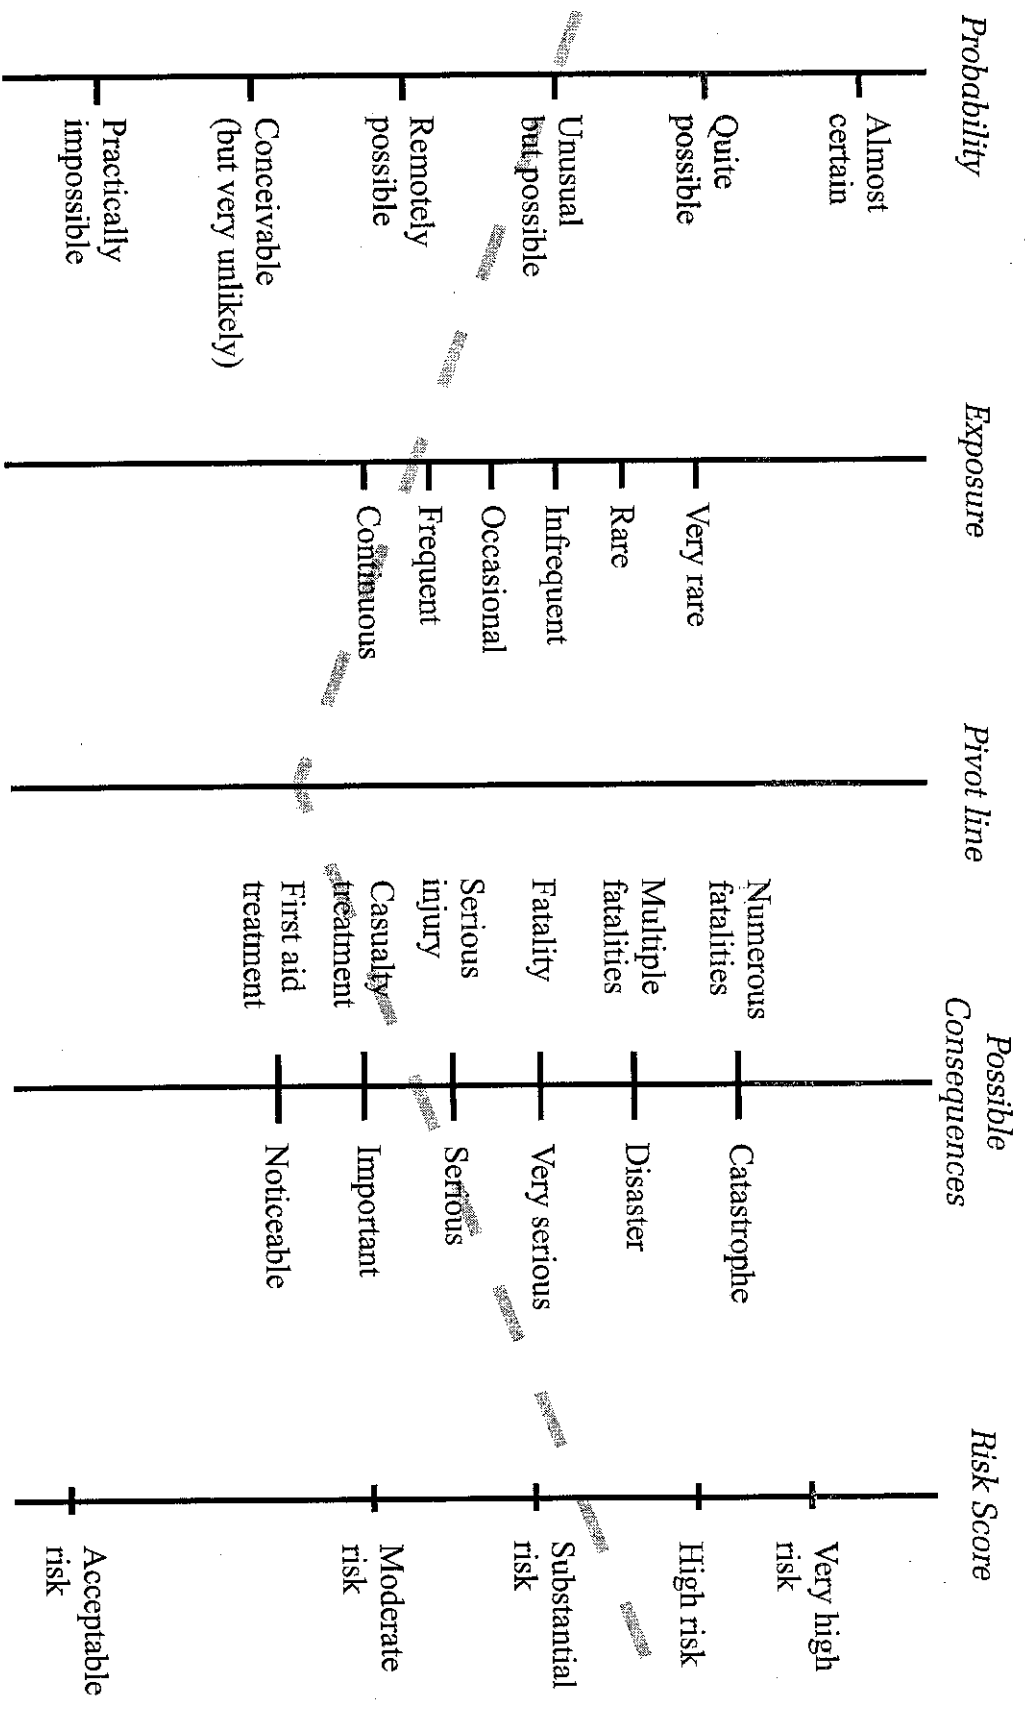 Probability
Almost
certain
Quite
possible
Unusual
but possible
Remotely
possible
Conceivable
(but very unlikely)
Practically
impossible
Exposure
Very rare
Rare
Infrequent
Occasional
Frequent
Continuous
Pivot line
Possible
Consequences
Numerous
fatalities
Multiple
fatalities
Fatality
Serious
injury
Casualty
treatment
First aid
treatment
Catastrophe
Disaster
Very serious
Serious
Important
Noticeable
Risk Score
Very high
risk
High risk
Substantial
risk
Moderate
risk
Acceptable
risk